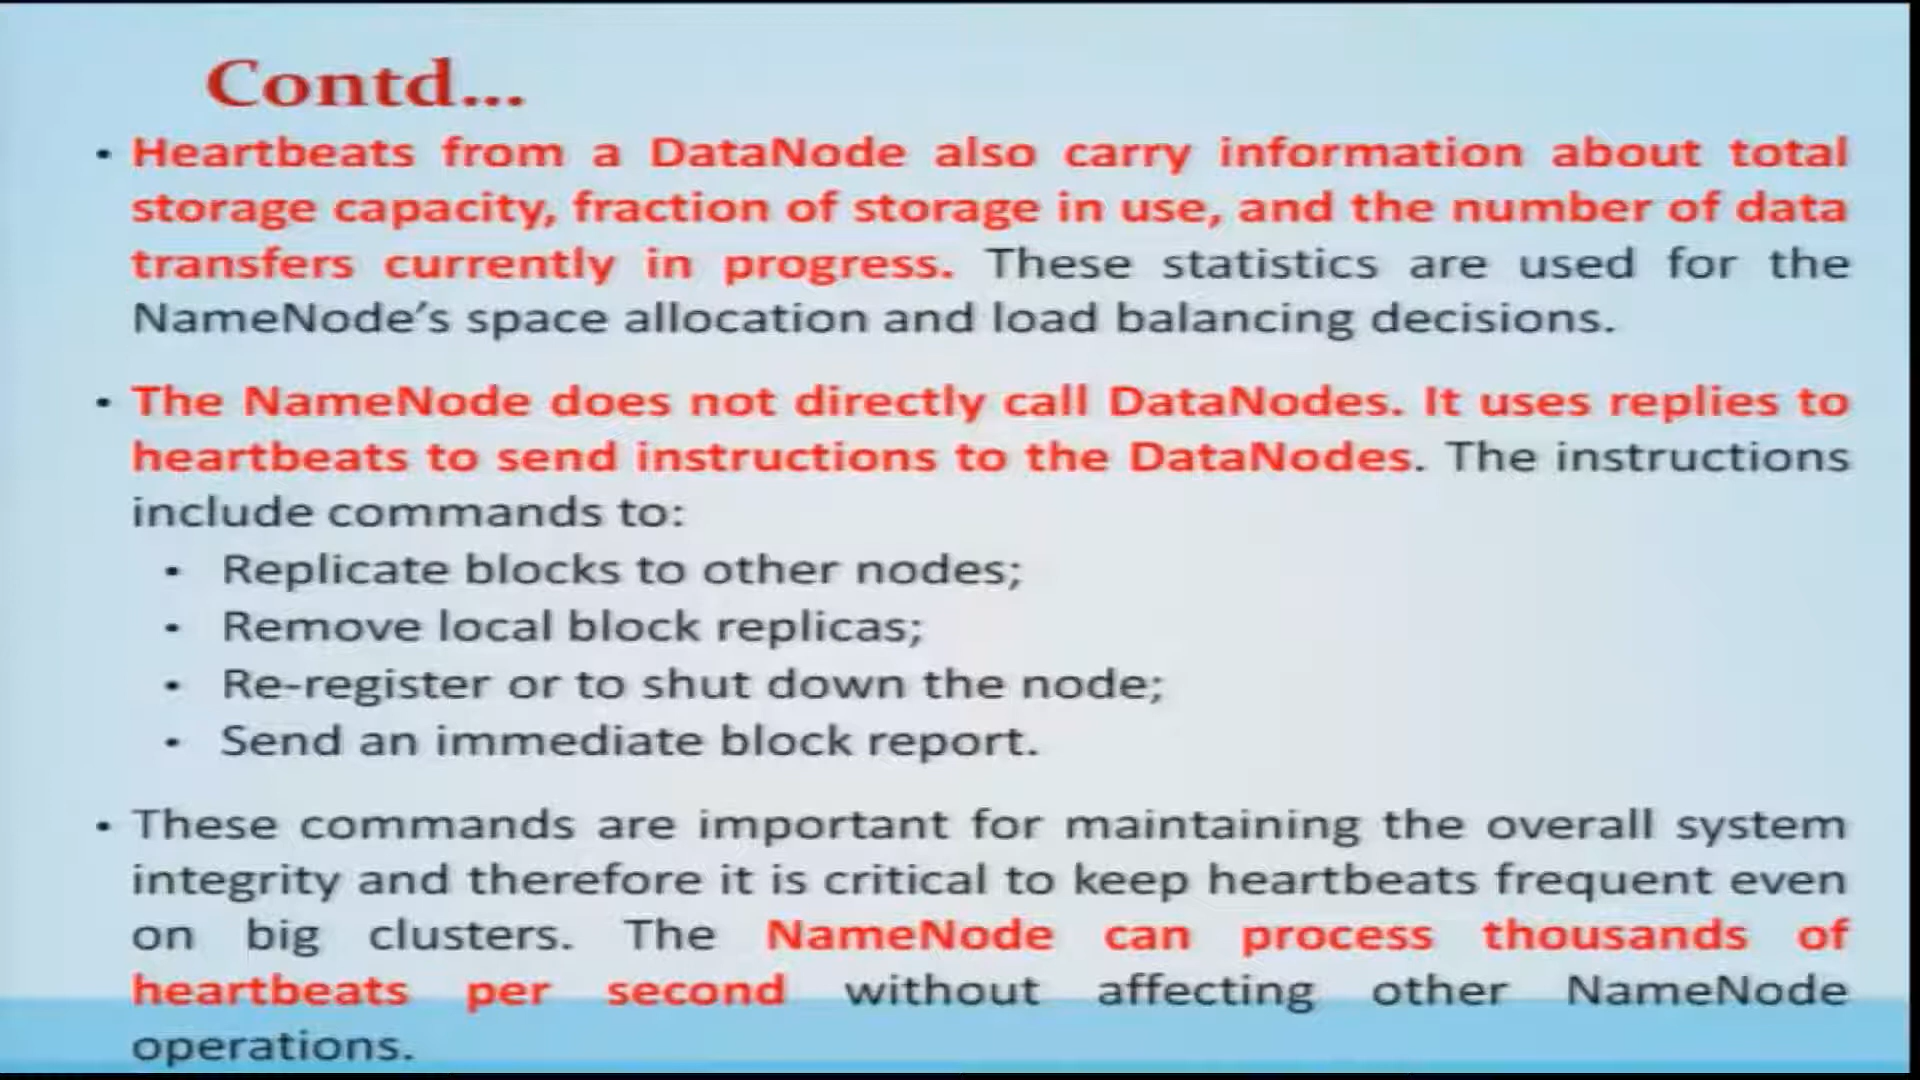 Contd...
• Heartbeats from a DataNode also carry information about total
storage capacity, fraction of storage in use, and the number of data
transfers currently in progress. These statistics are used for the
NameNode's space allocation and load balancing decisions.
• The NameNode does not directly call DataNodes. It uses replies to
heartbeats to send instructions to the DataNodes. The instructions
include commands to:
• Replicate blocks to other nodes;
• Remove local block replicas;
• Re-register or to shut down the node;
• Send an immediate block report.
• These commands are important for maintaining the overall system
integrity and therefore it is critical to keep heartbeats frequent even
on big clusters. The NameNode can process thousands of
heartbeats per second without affecting other NameNode
operations.